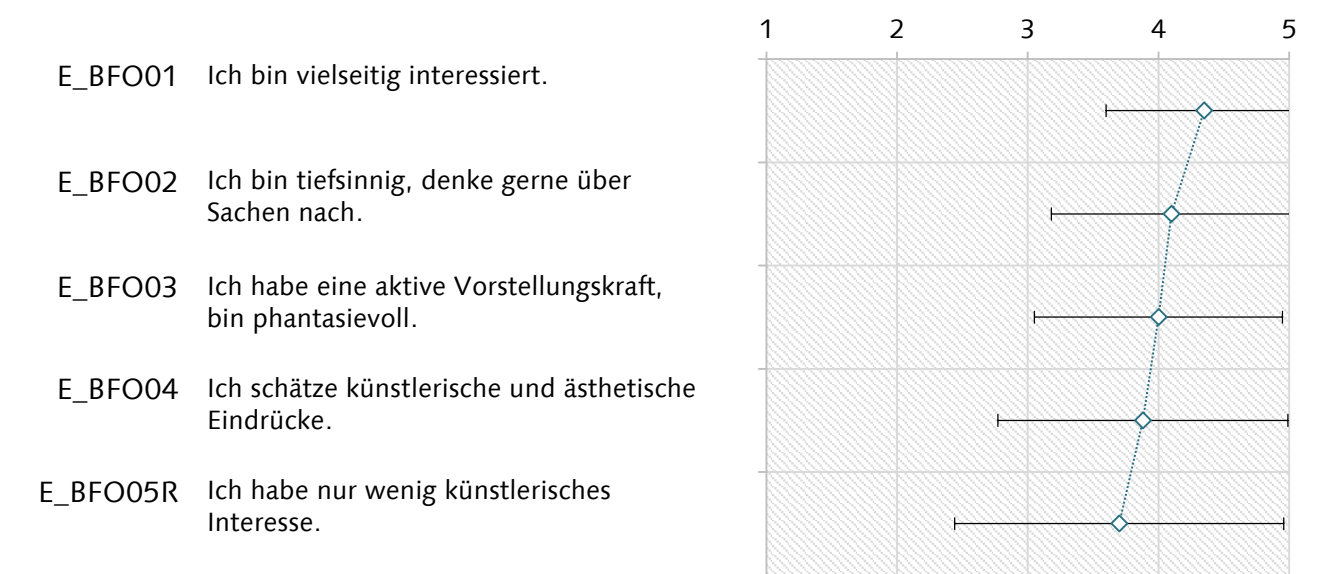 1 2 3 4 5
E_BFO01 Ich bin vielseitig interessiert.
E_BFO02 Ich bin tiefsinnig, denke gerne über
Sachen nach.
E_BFO03 Ich habe eine aktive Vorstellungskraft,
bin phantasievoll.
E_BFO04 Ich schätze künstlerische und ästhetische
Eindrücke.
E_BFO05R Ich habe nur wenig künstlerisches
Interesse.